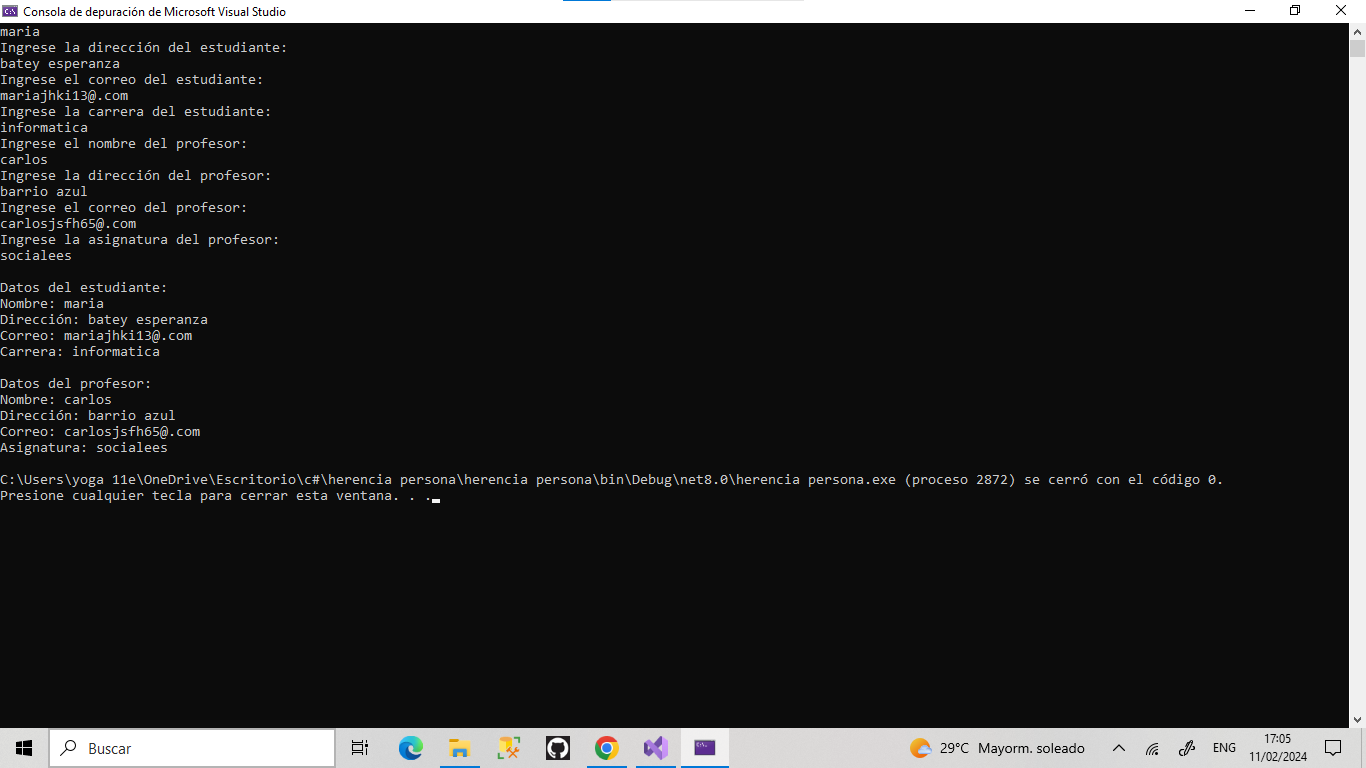 Consola de depuración de Microsoft Visual Studio
maria
Ingrese la dirección del estudiante:
batey esperanza
Ingrese el correo del estudiante:
mariajhki13@.com
Ingrese la carrera del estudiante:
informatica
Ingrese el nombre del profesor:
carlos
Ingrese la dirección del profesor:
barrio azul
Ingrese el correo del profesor:
carlosjsfh65@.com
Ingrese la asignatura del profesor:
socialees
Datos del estudiante:
Nombre: maria
Dirección: batey esperanza
Correo: mariajhki13@.com
Carrera: informatica
Datos del profesor:
Nombre: carlos
Dirección: barrio azul
Correo: carlosjsfh65@.com
Asignatura: socialees
C:\Users\yoga 11e\OneDrive\Escritorio\c#\herencia persona\herencia persona\bin\Debug\net8.0\herencia persona.exe (proceso 2872) se cerró con el código 0.
Presione cualquier tecla para cerrar esta ventana. . .
Buscar
29°C Mayorm. soleado
ENG
17:05
11/02/2024